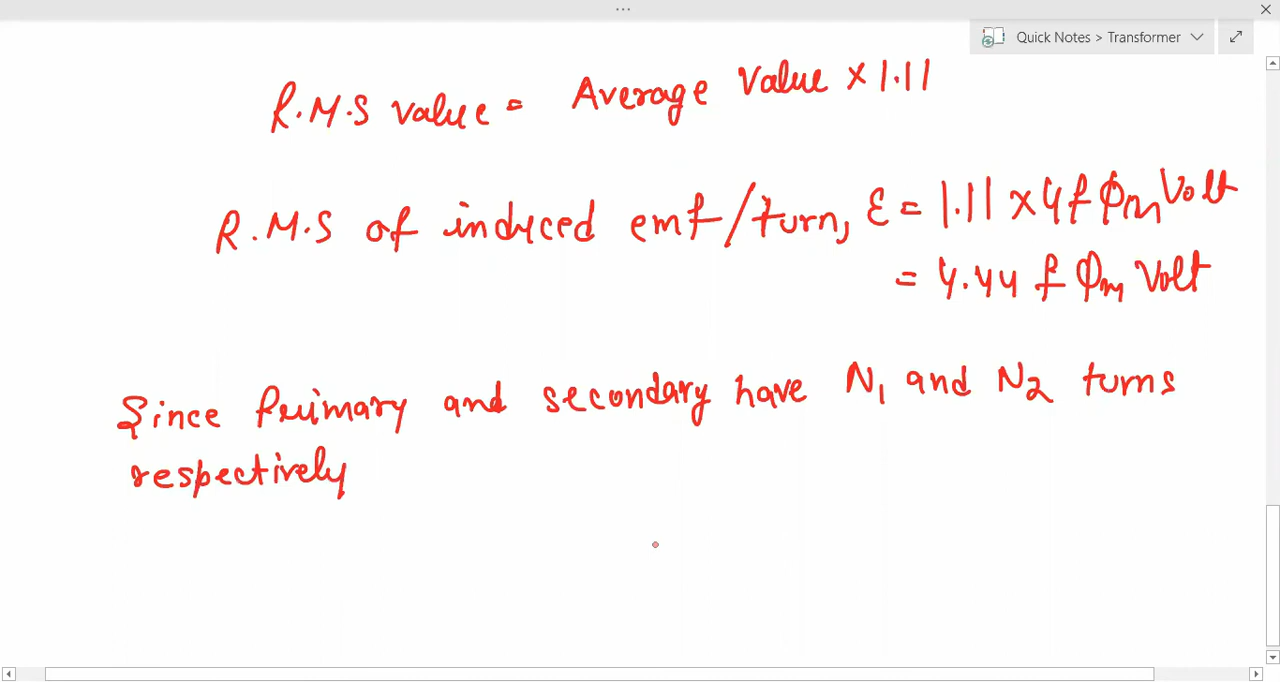 Quick Notes > Transformer
R.M.S value = Average Value × 1.11
R.M.S of induced emf/turn, ε = 1.11 × 4f Φm Volt
= 4.44 f Φm Volt
Since Primary and secondary have N1 and N2 turns
respectively